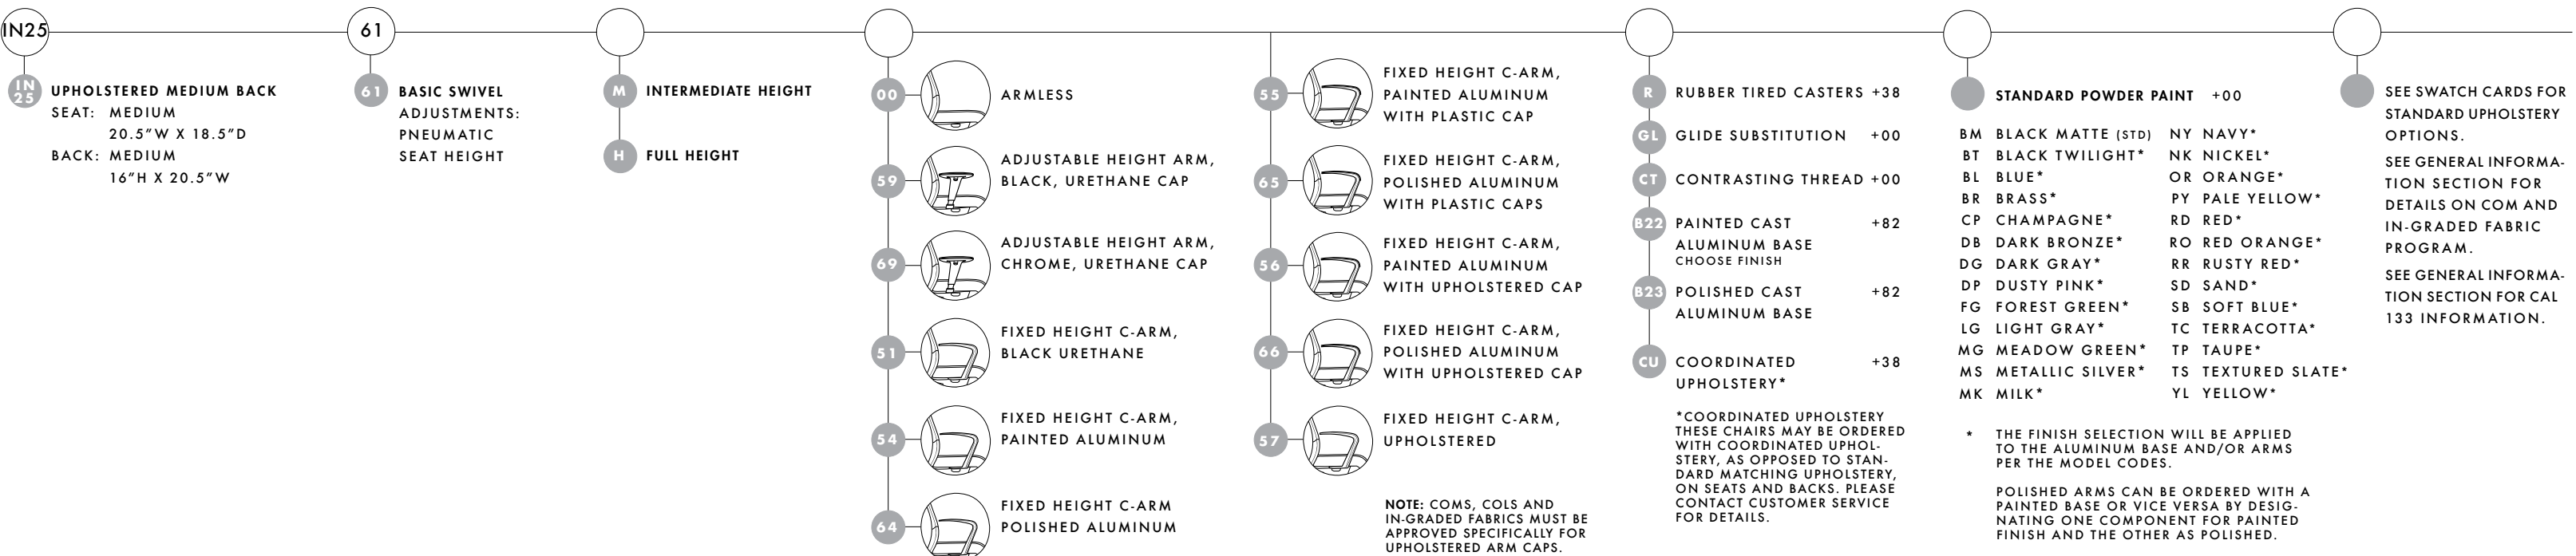 IN25
IN
25
UPHOLSTERED MEDIUM BACK
SEAT: MEDIUM
20.5”W X 18.5”D
BACK: MEDIUM
16”H X 20.5”W
61
61
BASIC SWIVEL
ADJUSTMENTS:
PNEUMATIC
SEAT HEIGHT
M INTERMEDIATE HEIGHT
H FULL HEIGHT
00 ARMLESS
59 ADJUSTABLE HEIGHT ARM,
BLACK, URETHANE CAP
69 ADJUSTABLE HEIGHT ARM,
CHROME, URETHANE CAP
51 FIXED HEIGHT C-ARM,
BLACK URETHANE
54 FIXED HEIGHT C-ARM,
PAINTED ALUMINUM
64 FIXED HEIGHT C-ARM
POLISHED ALUMINUM
55 FIXED HEIGHT C-ARM,
PAINTED ALUMINUM
WITH PLASTIC CAP
65 FIXED HEIGHT C-ARM,
POLISHED ALUMINUM
WITH PLASTIC CAPS
56 FIXED HEIGHT C-ARM,
PAINTED ALUMINUM
WITH UPHOLSTERED CAP
66 FIXED HEIGHT C-ARM,
POLISHED ALUMINUM
WITH UPHOLSTERED CAP
57 FIXED HEIGHT C-ARM,
UPHOLSTERED
NOTE: COMS, COLS AND
IN-GRADED FABRICS MUST BE
APPROVED SPECIFICALLY FOR
UPHOLSTERED ARM CAPS.
R RUBBER TIRED CASTERS +38
GL GLIDE SUBSTITUTION +00
CT CONTRASTING THREAD +00
B22 PAINTED CAST +82
ALUMINUM BASE
CHOOSE FINISH
B23 POLISHED CAST +82
ALUMINUM BASE
CU COORDINATED +38
UPHOLSTERY*
*COORDINATED UPHOLSTERY
THESE CHAIRS MAY BE ORDERED
WITH COORDINATED UPHOL-
STERY, AS OPPOSED TO STAN-
DARD MATCHING UPHOLSTERY,
ON SEATS AND BACKS. PLEASE
CONTACT CUSTOMER SERVICE
FOR DETAILS.
STANDARD POWDER PAINT +00
BM BLACK MATTE (STD) NY NAVY*
BT BLACK TWILIGHT* NK NICKEL*
BL BLUE* OR ORANGE*
BR BRASS* PY PALE YELLOW*
CP CHAMPAGNE* RD RED*
DB DARK BRONZE* RO RED ORANGE*
DG DARK GRAY* RR RUSTY RED*
DP DUSTY PINK* SD SAND*
FG FOREST GREEN* SB SOFT BLUE*
LG LIGHT GRAY* TC TERRACOTTA*
MG MEADOW GREEN* TP TAUPE*
MS METALLIC SILVER* TS TEXTURED SLATE*
MK MILK* YL YELLOW*
* THE FINISH SELECTION WILL BE APPLIED
TO THE ALUMINUM BASE AND/OR ARMS
PER THE MODEL CODES.
POLISHED ARMS CAN BE ORDERED WITH A
PAINTED BASE OR VICE VERSA BY DESIG-
NATING ONE COMPONENT FOR PAINTED
FINISH AND THE OTHER AS POLISHED.
SEE SWATCH CARDS FOR
STANDARD UPHOLSTERY
OPTIONS.
SEE GENERAL INFORMA-
TION SECTION FOR
DETAILS ON COM AND
IN-GRADED FABRIC
PROGRAM.
SEE GENERAL INFORMA-
TION SECTION FOR CAL
133 INFORMATION.